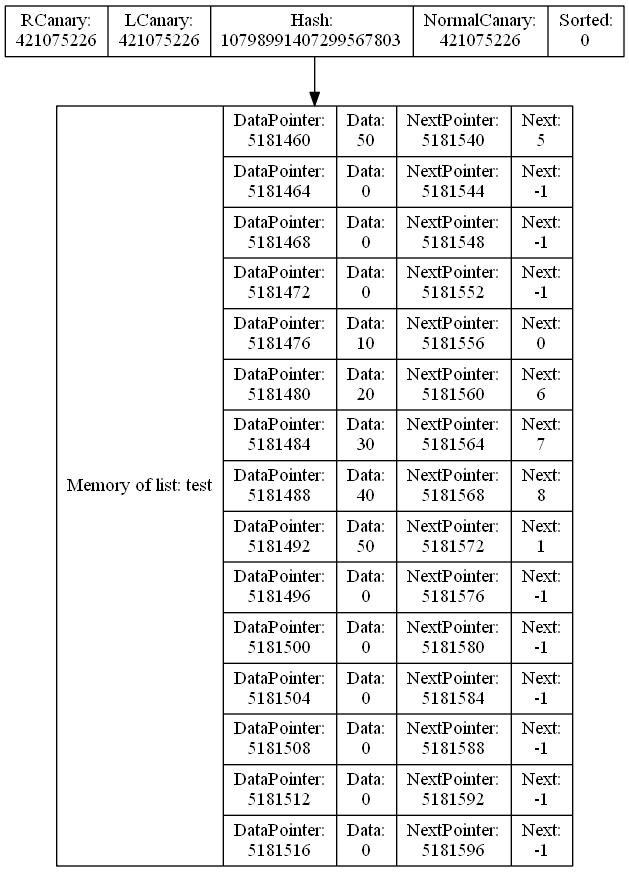 RCanary:
421075226
LCanary:
421075226
Hash:
10798991407299567803
NormalCanary:
421075226
Sorted:
0
Memory of list: test
DataPointer:
5181460
Data:
50
NextPointer:
5181540
Next:
5
DataPointer:
5181464
Data:
0
NextPointer:
5181544
Next:
-1
DataPointer:
5181468
Data:
0
NextPointer:
5181548
Next:
-1
DataPointer:
5181472
Data:
0
NextPointer:
5181552
Next:
-1
DataPointer:
5181476
Data:
10
NextPointer:
5181556
Next:
0
DataPointer:
5181480
Data:
20
NextPointer:
5181560
Next:
6
DataPointer:
5181484
Data:
30
NextPointer:
5181564
Next:
7
DataPointer:
5181488
Data:
40
NextPointer:
5181568
Next:
8
DataPointer:
5181492
Data:
50
NextPointer:
5181572
Next:
1
DataPointer:
5181496
Data:
0
NextPointer:
5181576
Next:
-1
DataPointer:
5181500
Data:
0
NextPointer:
5181580
Next:
-1
DataPointer:
5181504
Data:
0
NextPointer:
5181584
Next:
-1
DataPointer:
5181508
Data:
0
NextPointer:
5181588
Next:
-1
DataPointer:
5181512
Data:
0
NextPointer:
5181592
Next:
-1
DataPointer:
5181516
Data:
0
NextPointer:
5181596
Next:
-1